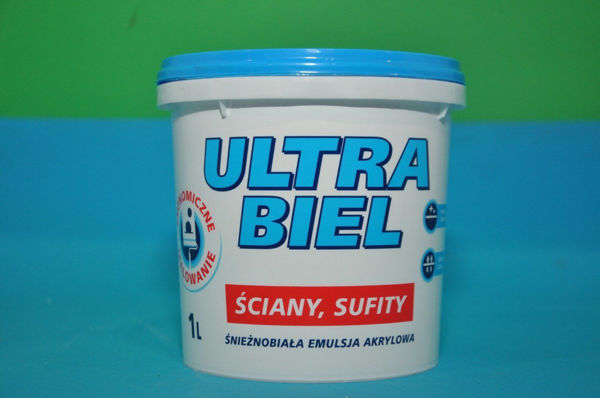 ULTRA
BIEL
ŚCIANY, SUFITY
1L
ŚNIEŻNOBIAŁA EMULSJA AKRYLOWA